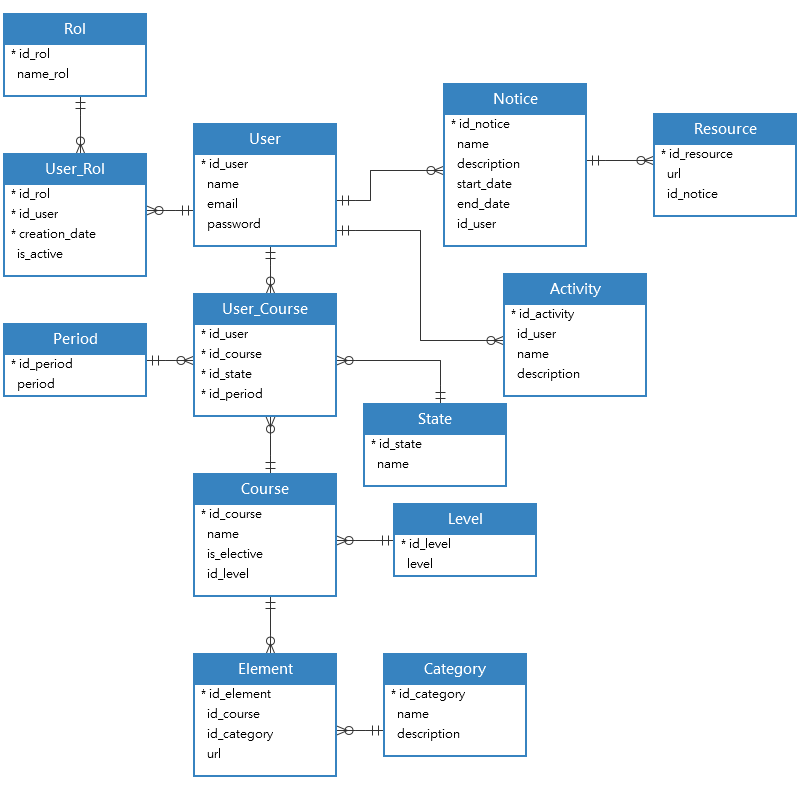 Rol
* id_rol
name_rol
User_Rol
* id_rol
* id_user
* creation_date
is_active
User
* id_user
name
email
password
Notice
* id_notice
name
description
start_date
end_date
id_user
Resource
* id_resource
url
id_notice
Activity
* id_activity
id_user
name
description
User_Course
* id_user
* id_course
* id_state
* id_period
Period
* id_period
period
State
* id_state
name
Course
* id_course
name
is_elective
id_level
Level
* id_level
level
Element
* id_element
id_course
id_category
url
Category
* id_category
name
description